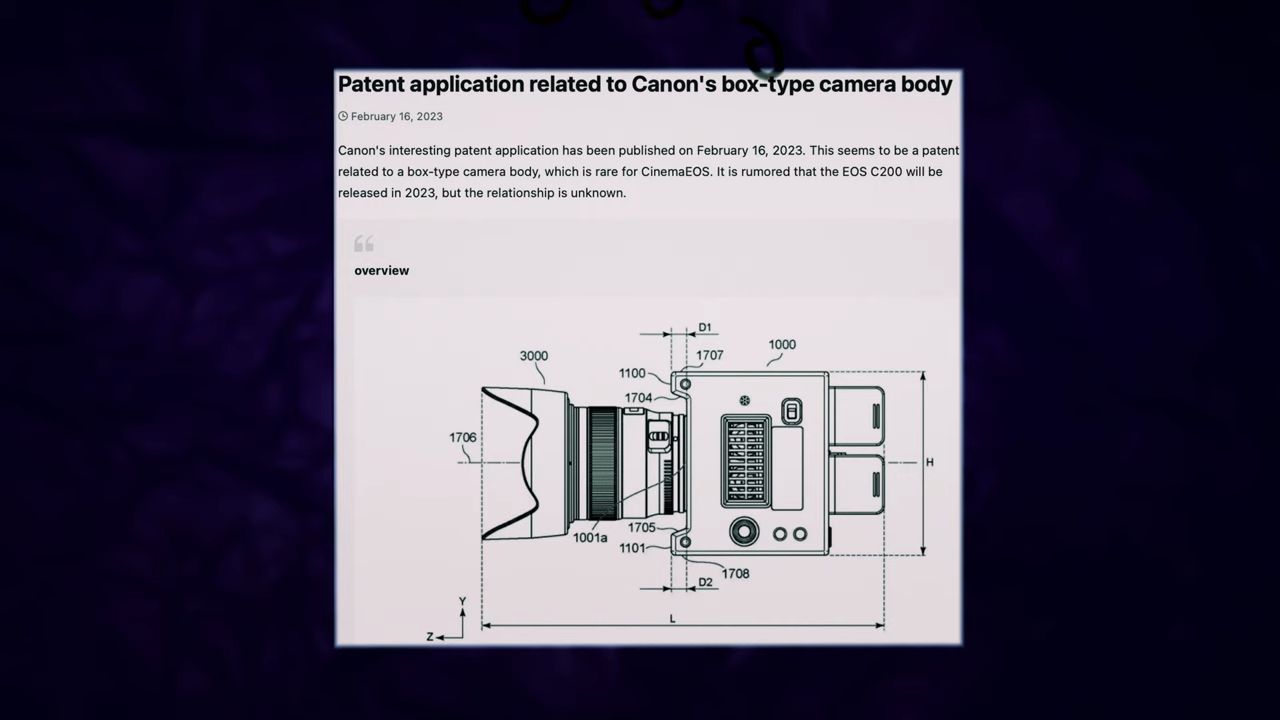 Patent application related to Canon's box-type camera body
February 16, 2023
Canon's interesting patent application has been published on February 16, 2023. This seems to be a patent
related to a box-type camera body, which is rare for CinemaEOS. It is rumored that the EOS C200 will be
released in 2023, but the relationship is unknown.
“
overview
D1
1000
3000
1707
1100
1704
1706
H
1705
1001a
1101
1708
D2
Y
L
Z